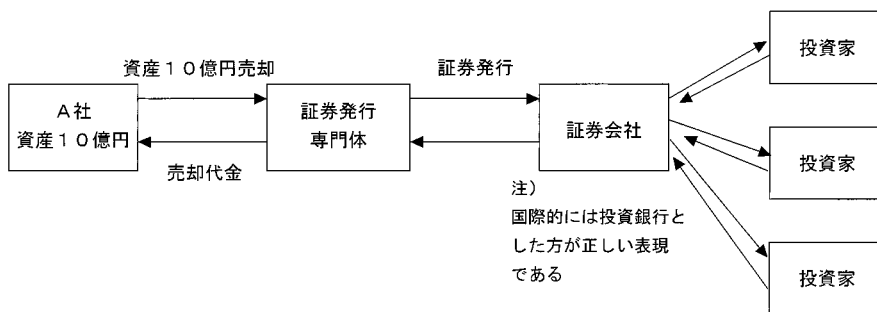 資産１０億円売却
Ａ社
資産１０億円
売却代金
証券発行
専門体
証券発行
証券会社
注）
国際的には投資銀行と
した方が正しい表現
である
投資家
投資家
投資家